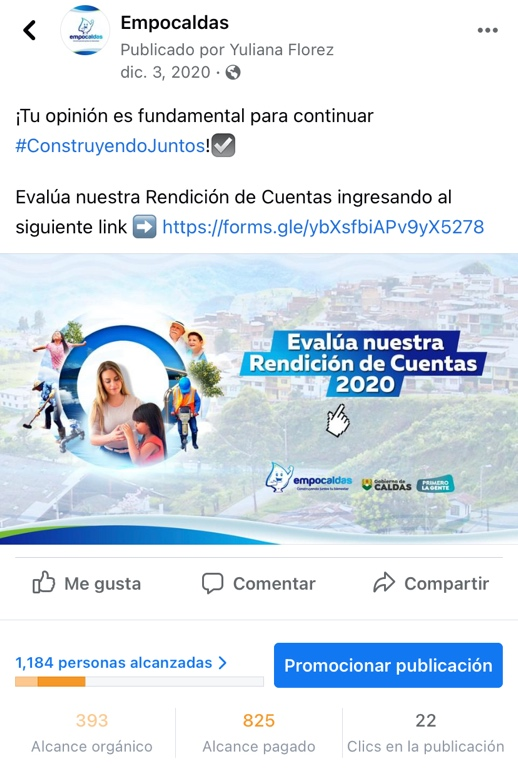 Empocaldas
Publicado por Yuliana Florez
dic. 3, 2020 ·
¡Tu opinión es fundamental para continuar
#ConstruyendoJuntos!
Evalúa nuestra Rendición de Cuentas ingresando al
siguiente link ➡️ https://forms.gle/ybXsfbiAPv9yX5278
Evalúa nuestra
Rendición de Cuentas
2020
empocaldas
Gobierno de
CALDAS
PRIMERO
LA GENTE
Me gusta
Comentar
Compartir
1,184 personas alcanzadas
Promocionar publicación
393
Alcance orgánico
825
Alcance pagado
22
Clics en la publicación